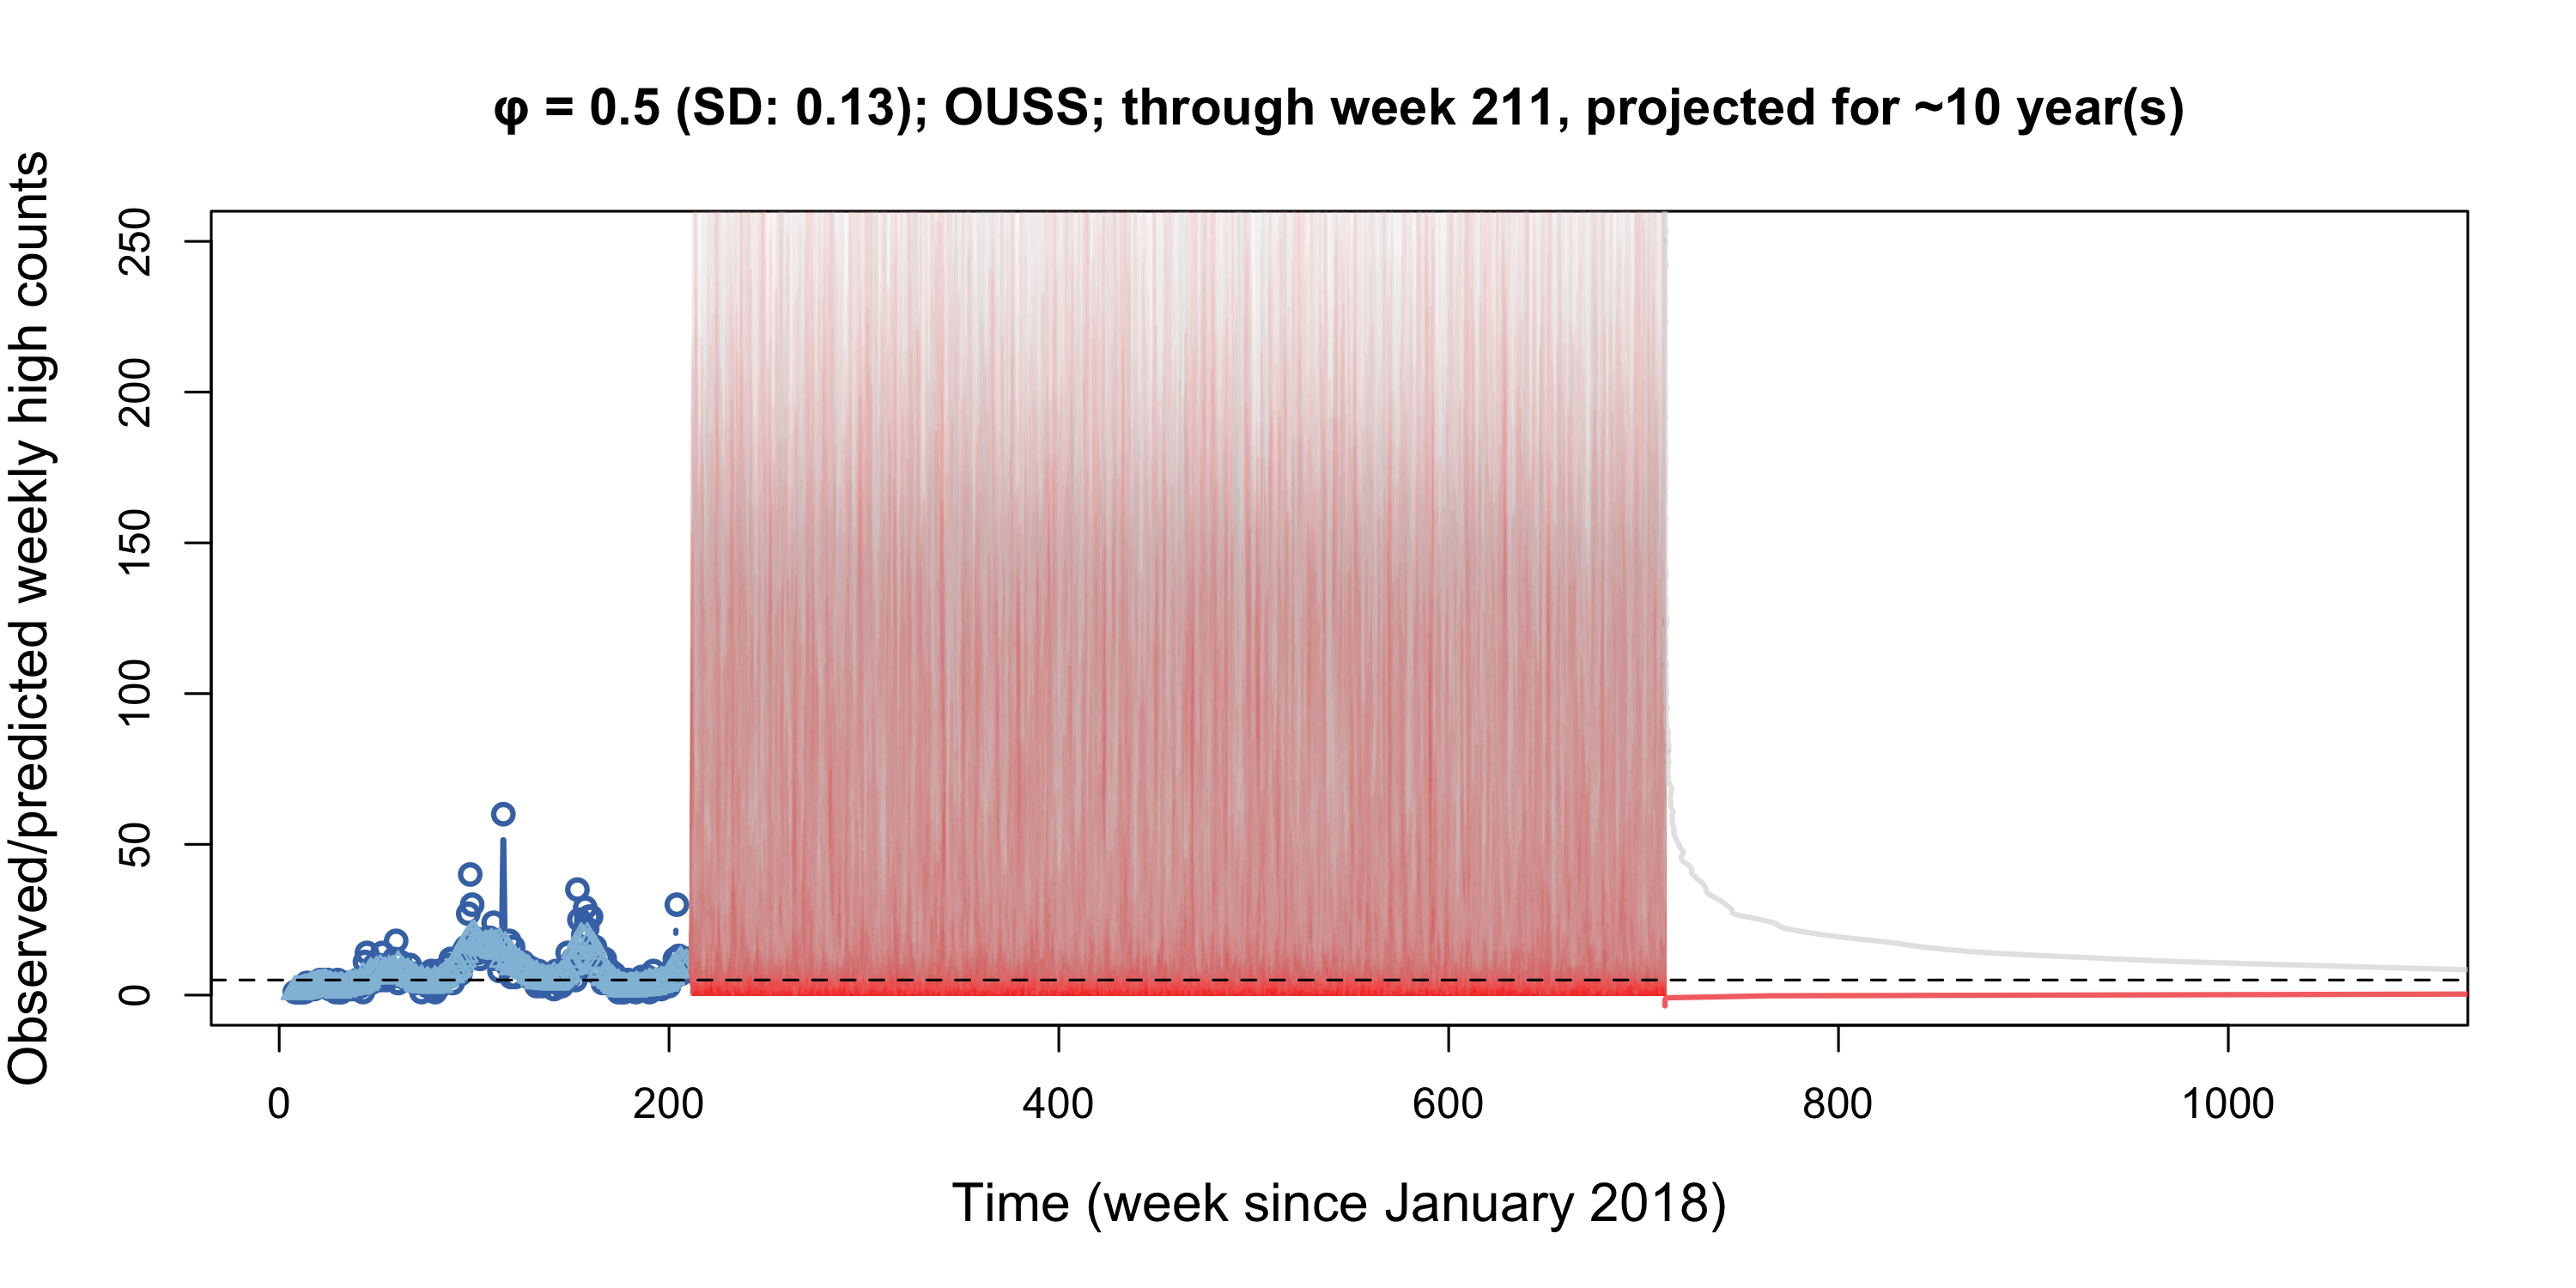 φ = 0.5 (SD: 0.13); OUSS; through week 211, projected for ~10 year(s)
Observed/predicted weekly high counts
250
200
150
100
50
0
0 200 400 600 800 1000
Time (week since January 2018)